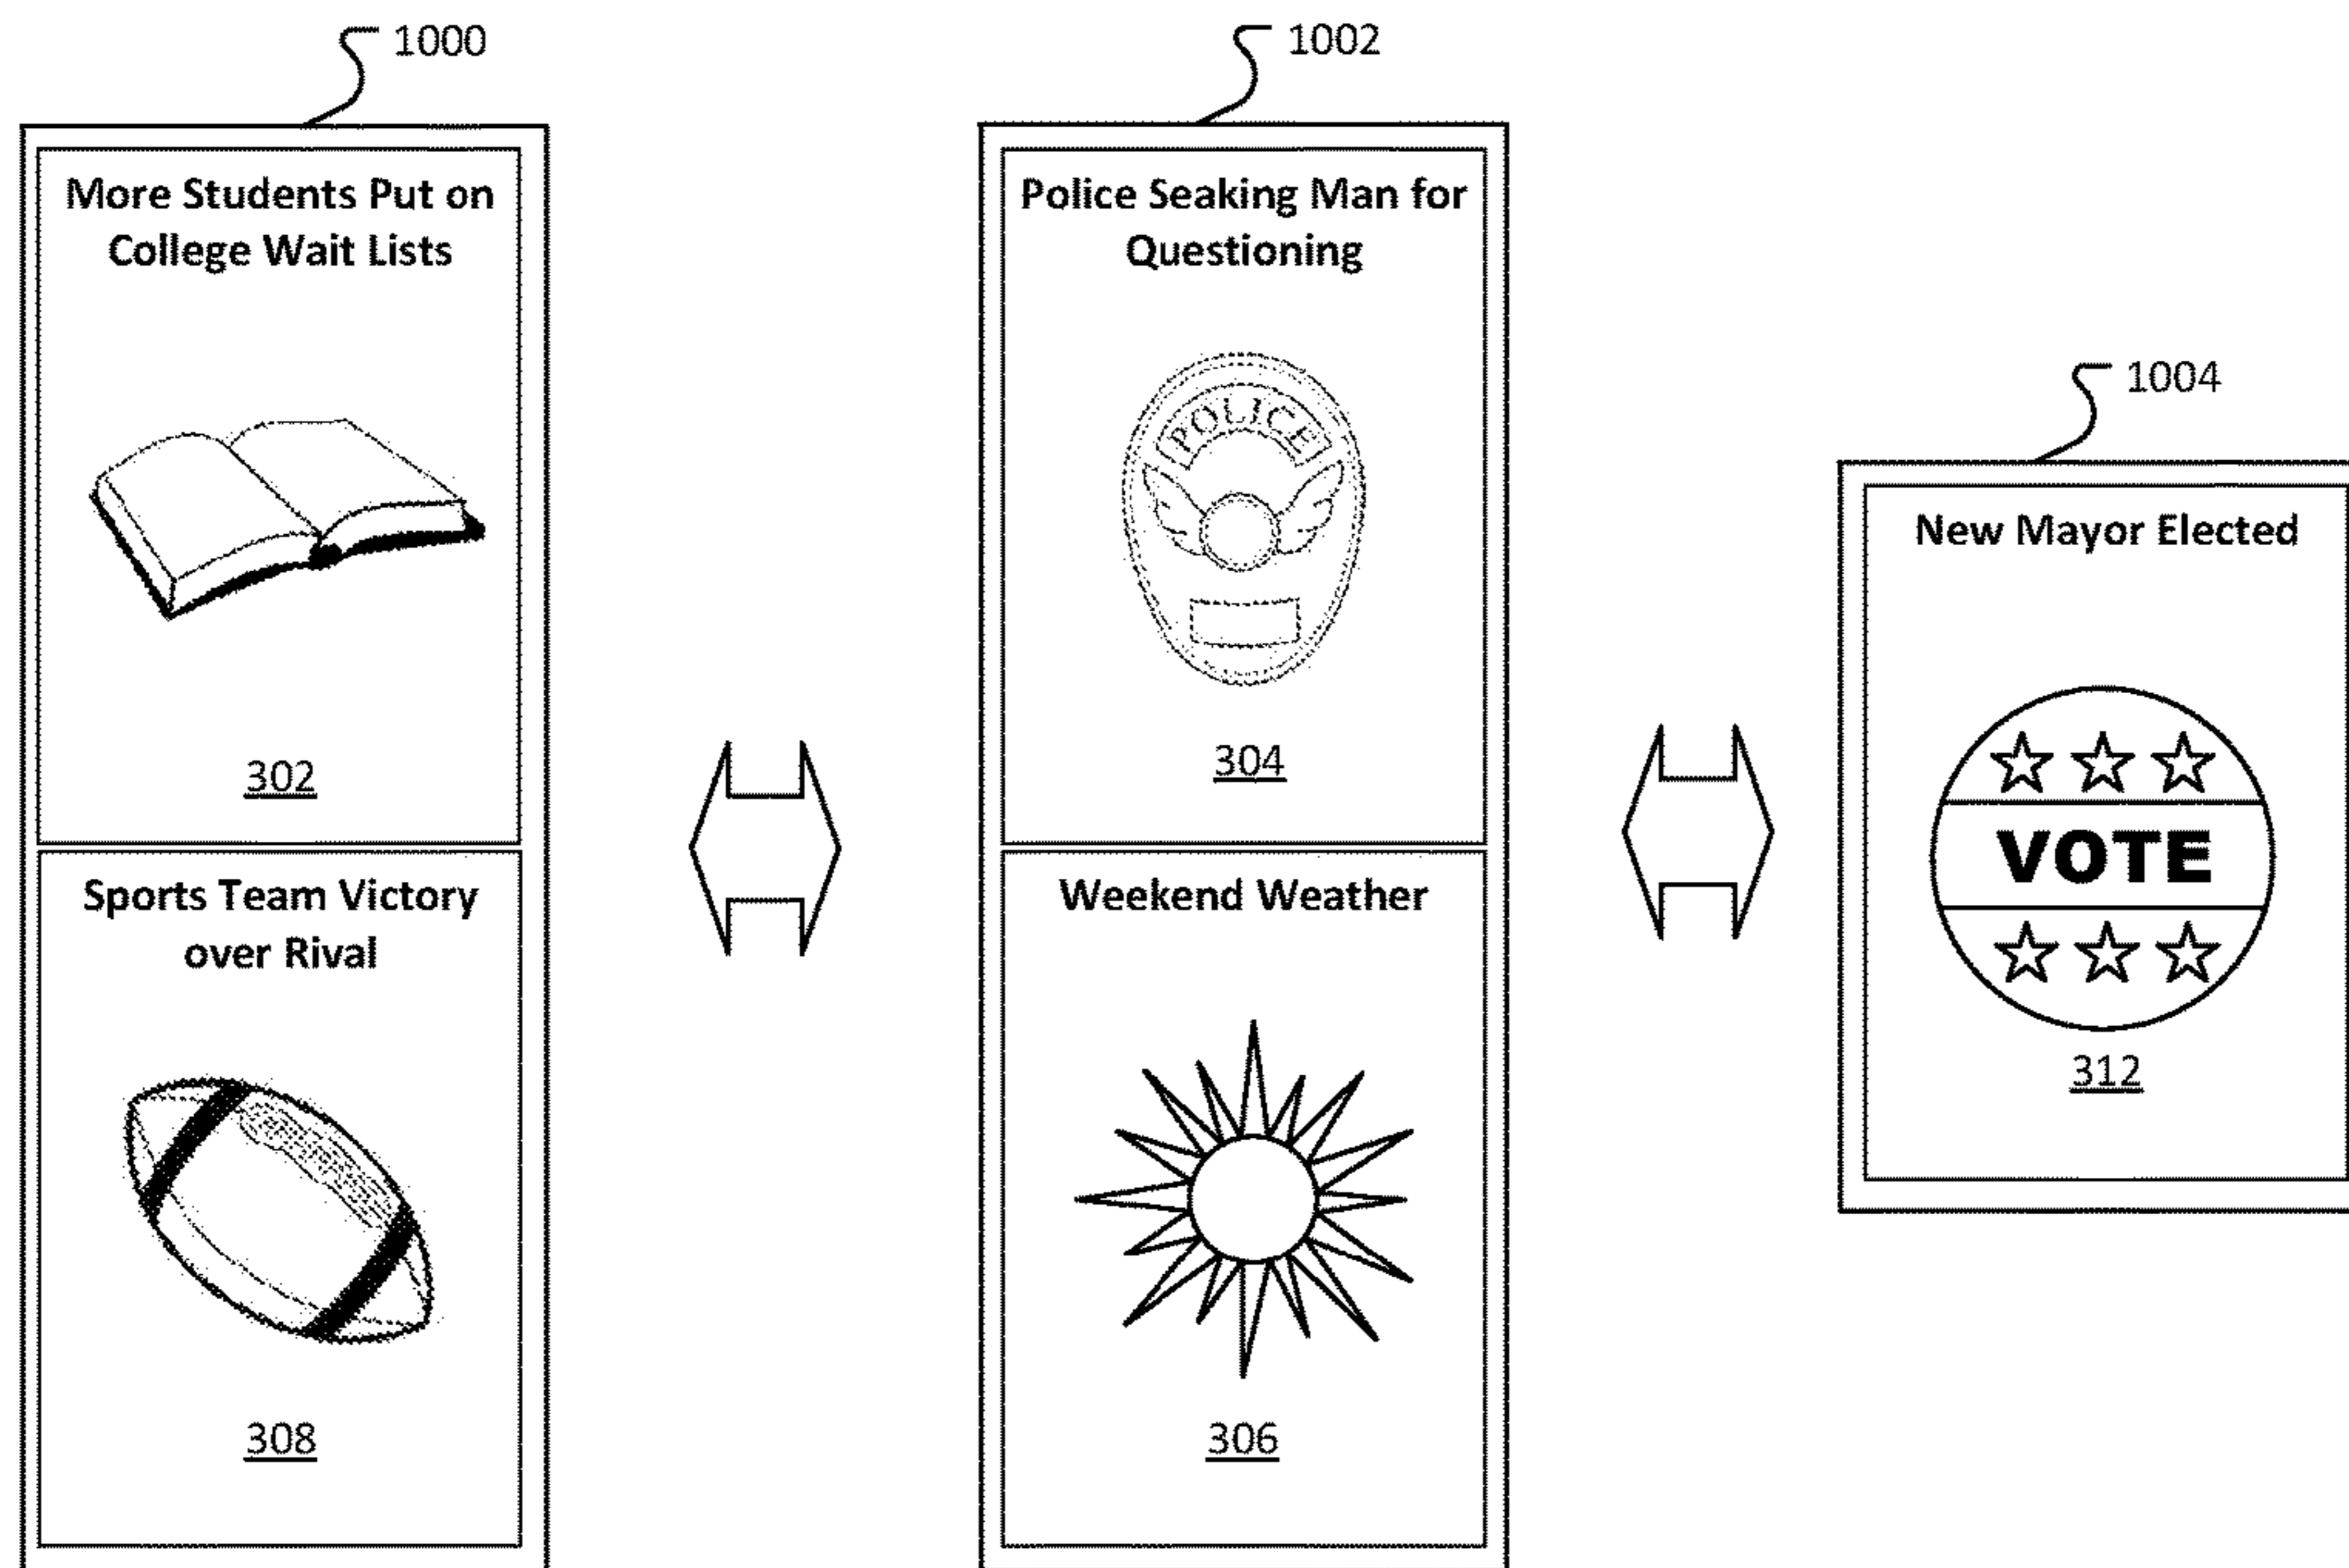 1000
More Students Put on
College Wait Lists
302
Sports Team Victory
over Rival
308
1002
Police Seaking Man for
Questioning
POLICE
304
Weekend Weather
306
1004
New Mayor Elected
VOTE
312